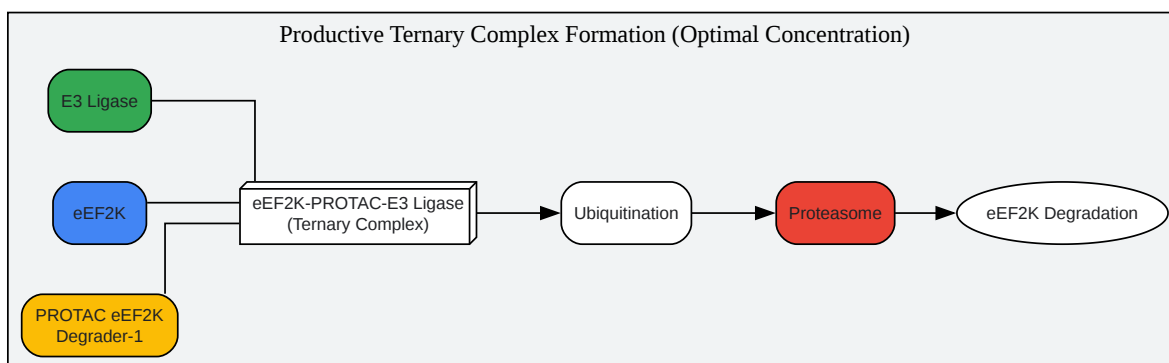 Productive Ternary Complex Formation (Optimal Concentration)
E3 Ligase
eEF2K
PROTAC eEF2K
Degrader-1
eEF2K-PROTAC-E3 Ligase
(Ternary Complex)
Ubiquitination
Proteasome
eEF2K Degradation